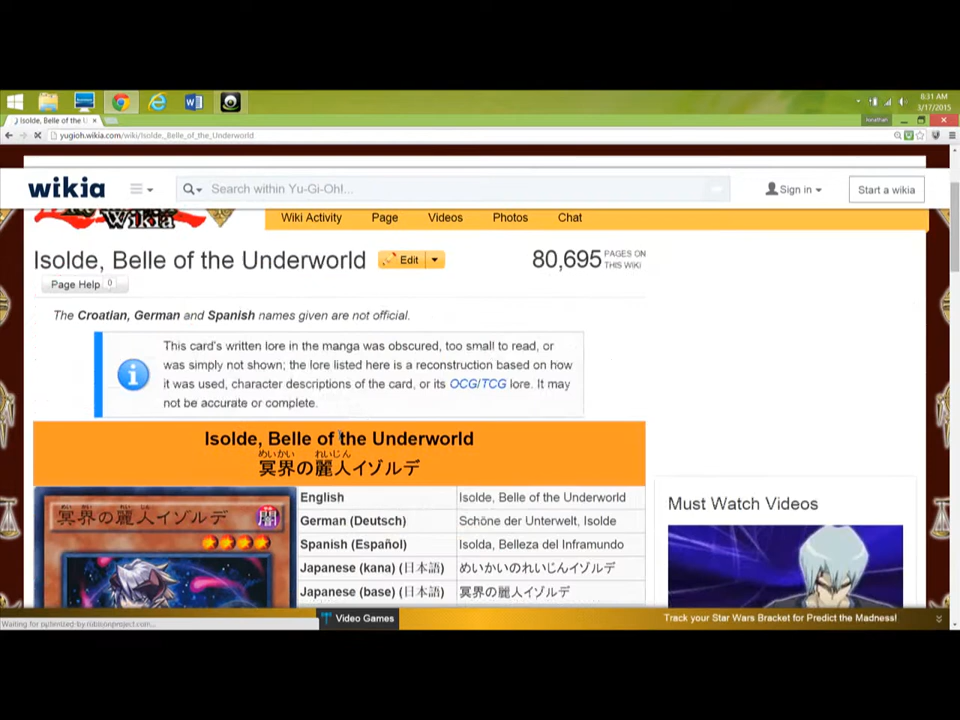 8:31 AM
3/17/2015
Isolde, Belle of the U
Jonathan
yugioh.wikia.com/wiki/Isolde,_Belle_of_the_Underworld
wikia
Search within Yu-Gi-Oh!...
Sign in
Start a wikia
Wikia
Wiki Activity
Page
Videos
Photos
Chat
Isolde, Belle of the Underworld
Edit
80,695
PAGES ON
THIS WIKI
Page Help
0
The Croatian, German and Spanish names given are not official.
This card's written lore in the manga was obscured, too small to read, or
was simply not shown; the lore listed here is a reconstruction based on how
it was used, character descriptions of the card, or its OCG/TCG lore. It may
not be accurate or complete.
Isolde, Belle of the Underworld
めいかい れいじん
冥界の麗人イゾルデ
冥界の麗人イゾルデ
闇
English
Isolde, Belle of the Underworld
German (Deutsch)
Schöne der Unterwelt, Isolde
Spanish (Español)
Isolda, Belleza del Inframundo
Japanese (kana) (日本語)
めいかいのれいじんイゾルデ
Japanese (base) (日本語)
冥界の麗人イゾルデ
Must Watch Videos
Waiting for optimized-by.rubiconproject.com...
Video Games
Track your Star Wars Bracket for Predict the Madness!